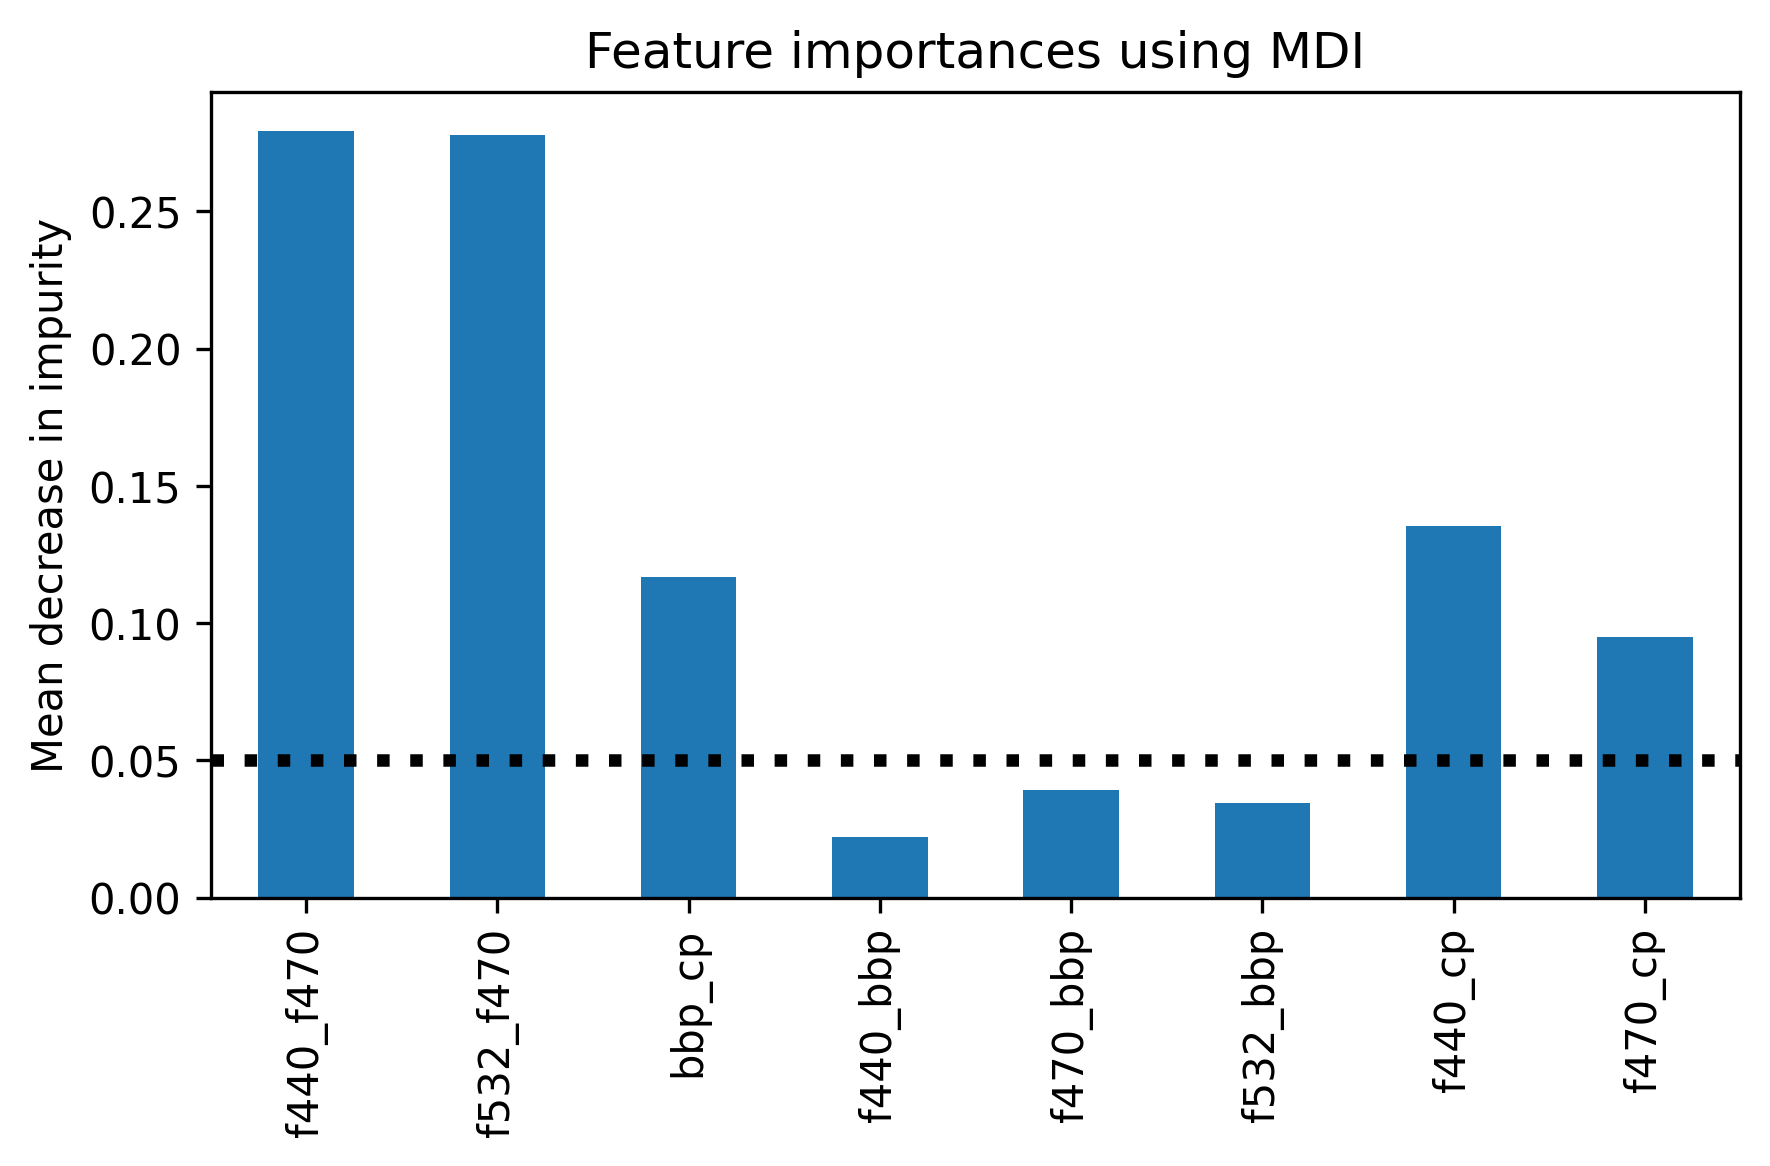 Feature importances using MDI
Mean decrease in impurity
0.25
0.20
0.15
0.10
0.05
0.00
f440_f470
f532_f470
bbp_cp
f440_bbp
f470_bbp
f532_bbp
f440_cp
f470_cp